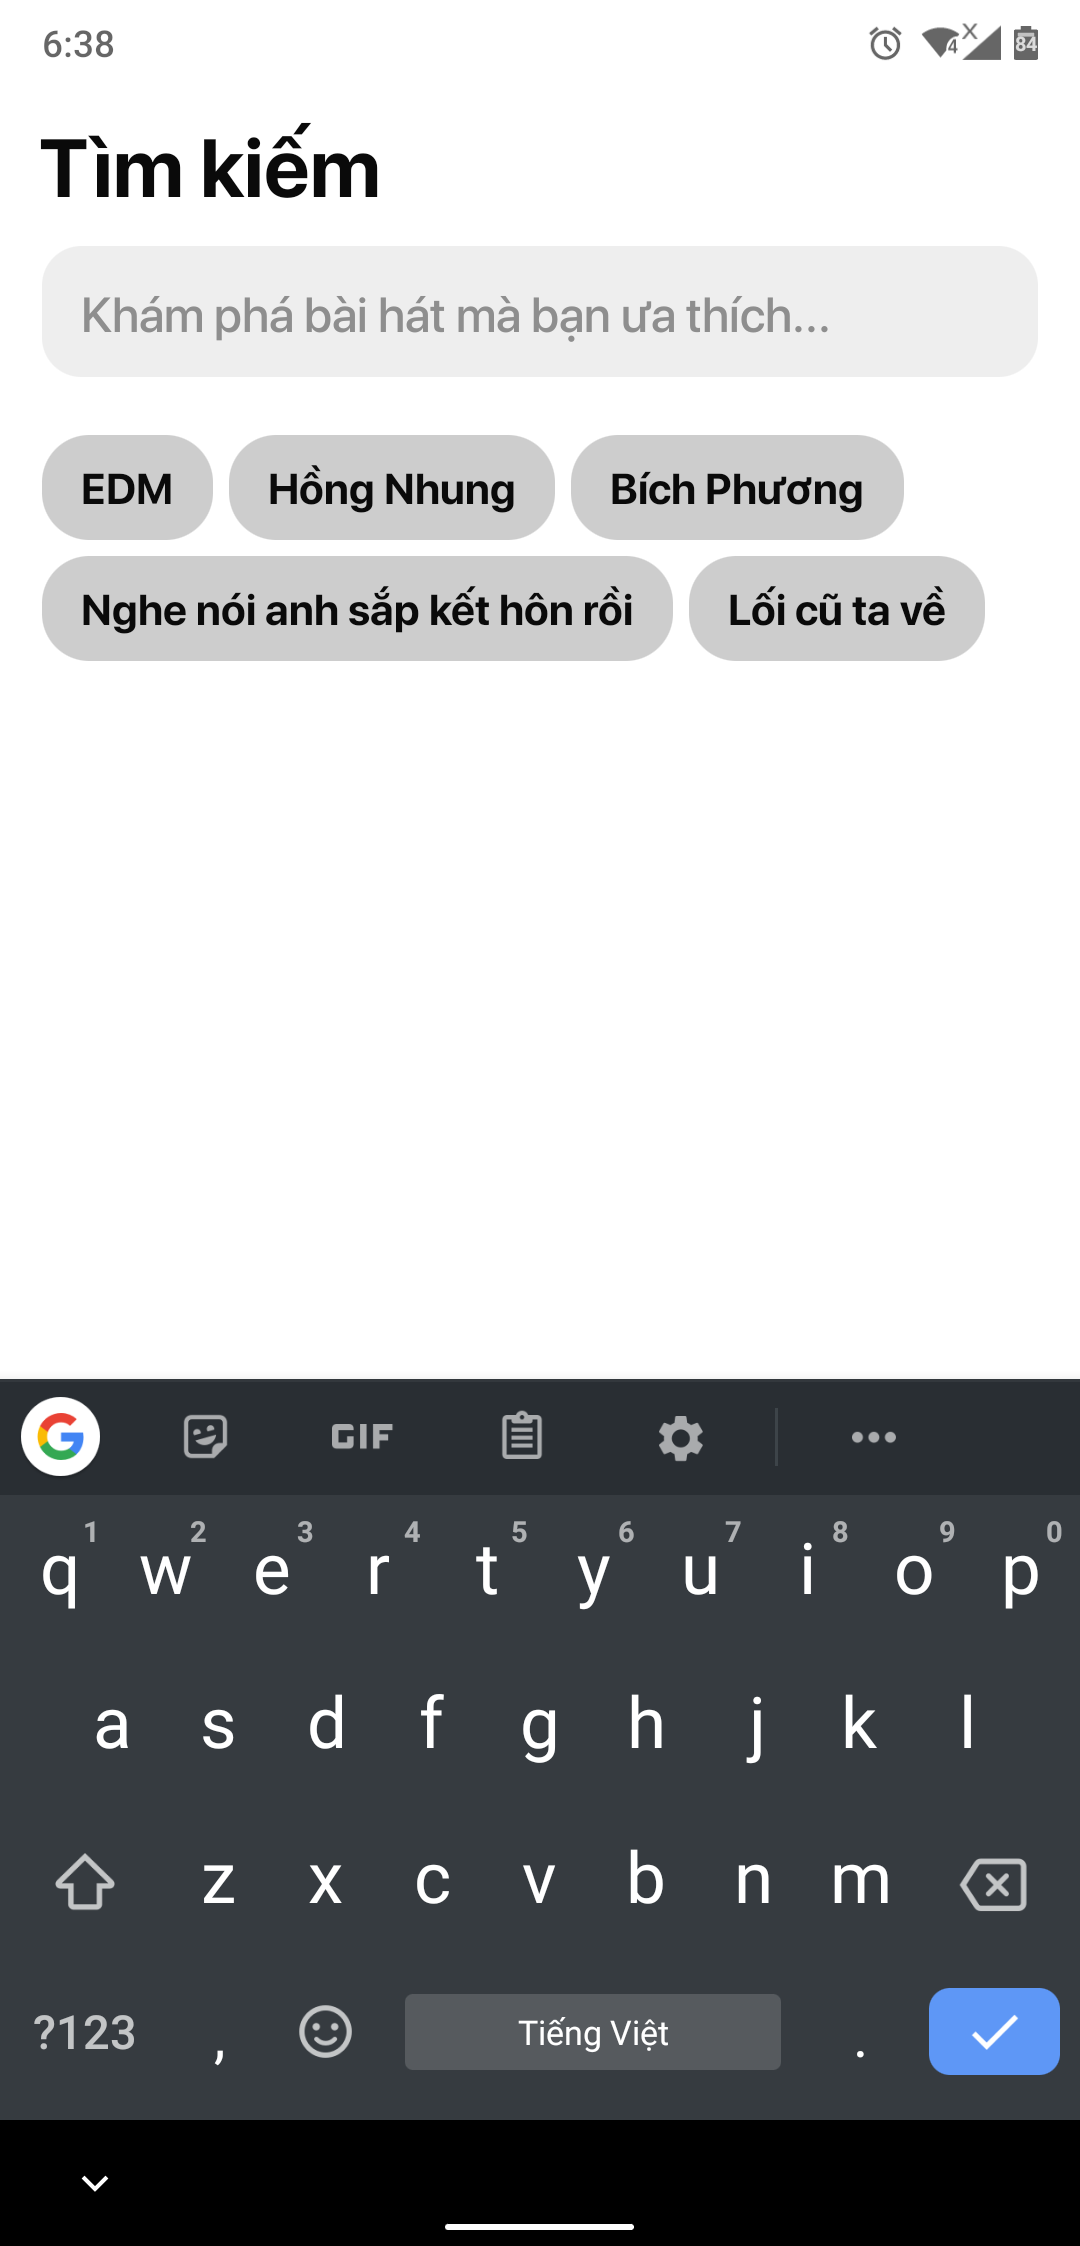 6:38
4 X 84
Tìm kiếm
Khám phá bài hát mà bạn ưa thích...
EDM Hồng Nhung Bích Phương
Nghe nói anh sắp kết hôn rồi Lối cũ ta về
G GIF
1 2 3 4 5 6 7 8 9 0
q w e r t y u i o p
a s d f g h j k l
z x c v b n m
?123 , Tiếng Việt .